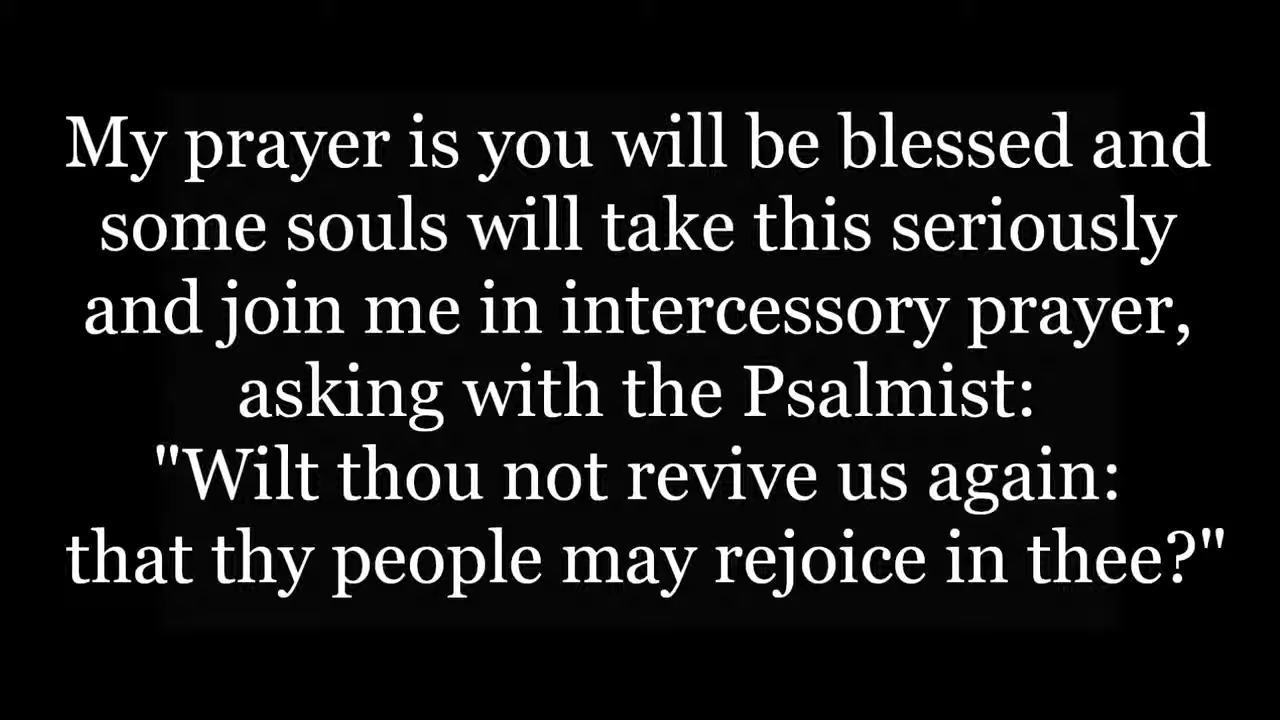 My prayer is you will be blessed and
some souls will take this seriously
and join me in intercessory prayer,
asking with the Psalmist:
"Wilt thou not revive us again:
that thy people may rejoice in thee?"